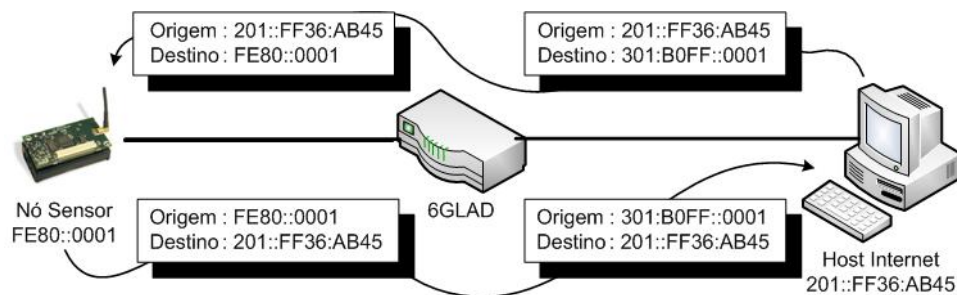 Origem : 201::FF36:AB45
Destino : FE80::0001
Origem : 201::FF36:AB45
Destino : 301:B0FF::0001
Nó Sensor
FE80::0001
6GLAD
Origem : FE80::0001
Destino : 201::FF36:AB45
Origem : 301:B0FF::0001
Destino : 201::FF36:AB45
Host Internet
201::FF36:AB45